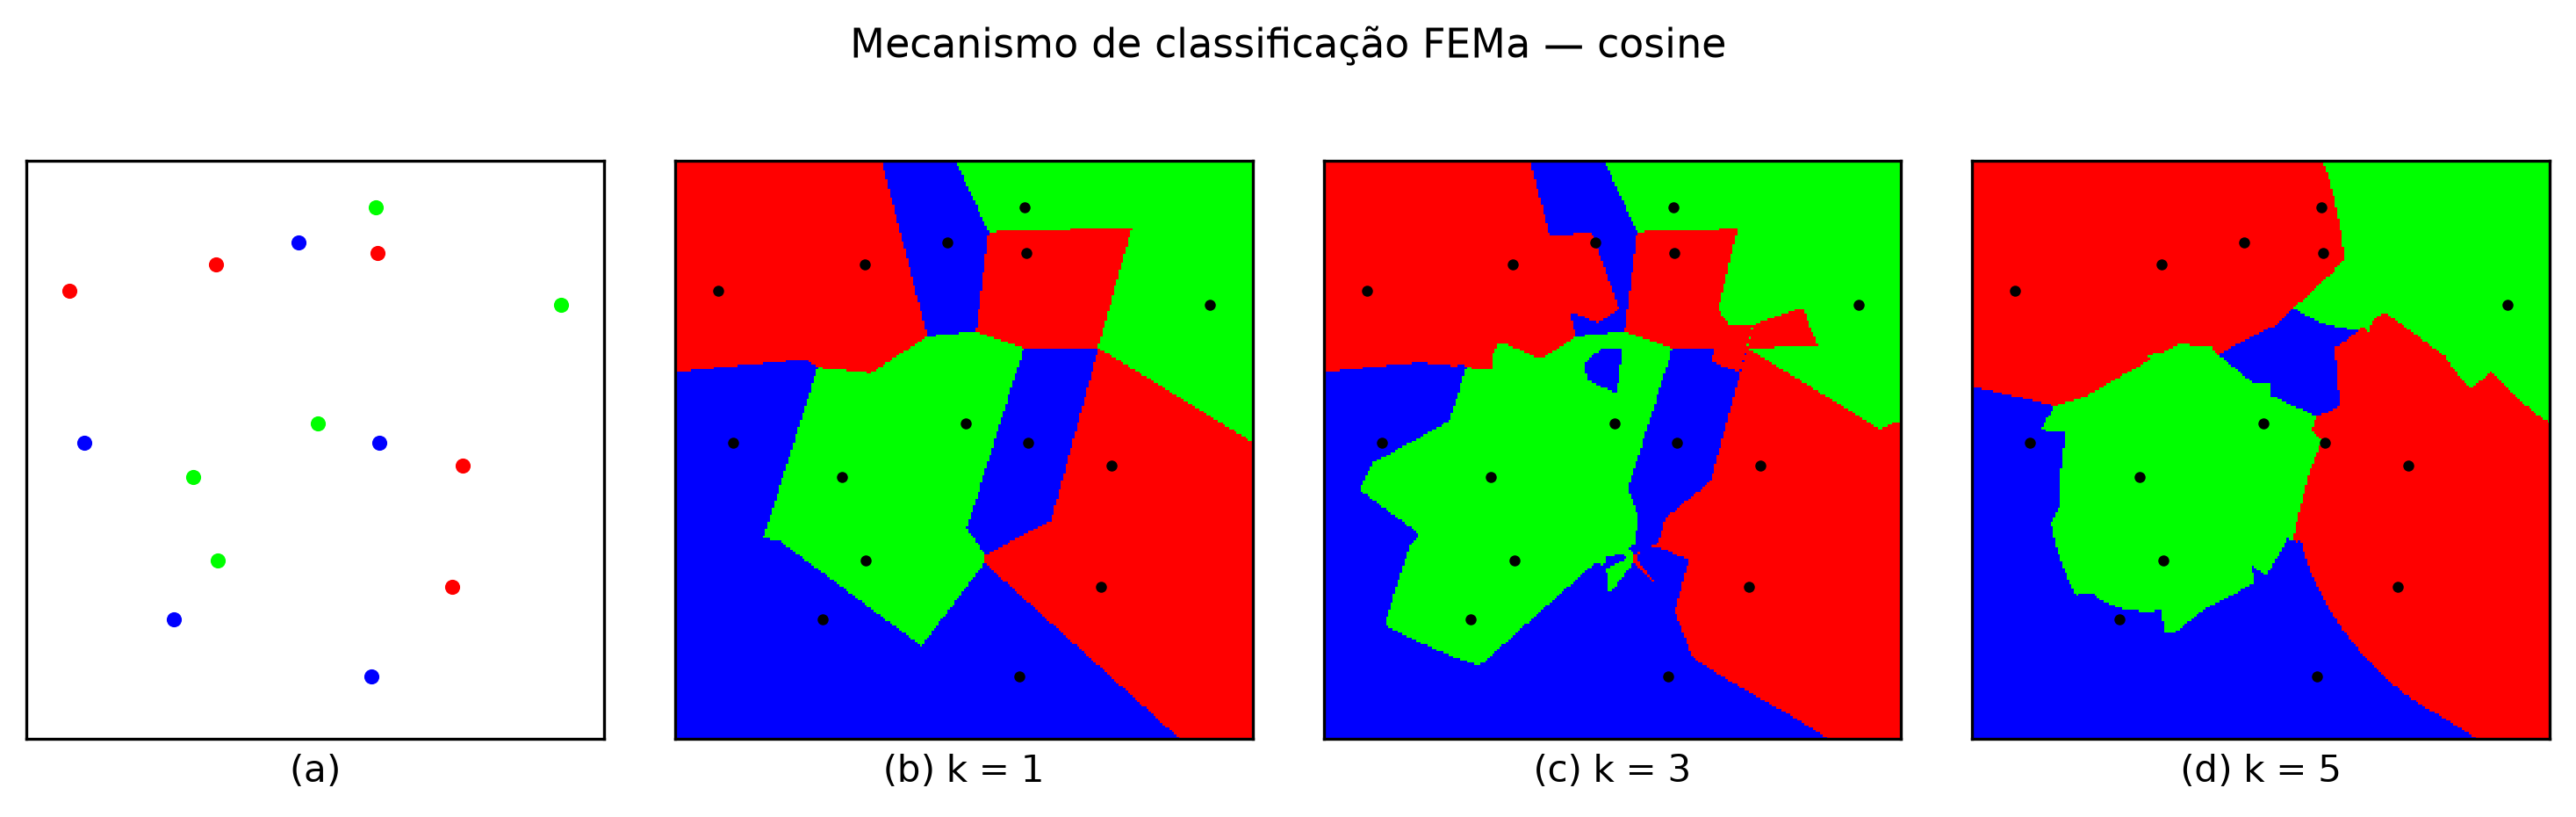 Mecanismo de classificação FEMa — cosine
(a)
(b) k = 1
(c) k = 3
(d) k = 5